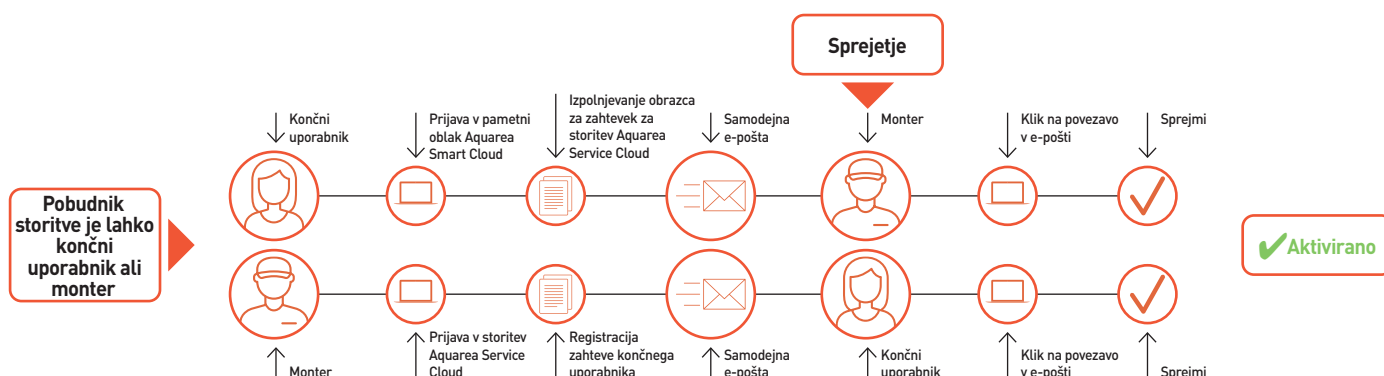 Sprejetje
Končni
uporabnik
Prijava v pametni
oblak Aquarea
Smart Cloud
Izpolnjevanje obrazca
za zahtevek za
storitev Aquarea
Service Cloud
Samodejna
e-pošta
Monter
Klik na povezavo
v e-pošti
Sprejmi
Pobudnik
storitve je lahko
končni
uporabnik ali
monter
Aktivirano
Monter
Prijava v storitev
Aquarea Service
Cloud
Registracija
zahteve končnega
uporabnika
Samodejna
e-pošta
Končni
uporabnik
Klik na povezavo
v e-pošti
Sprejmi